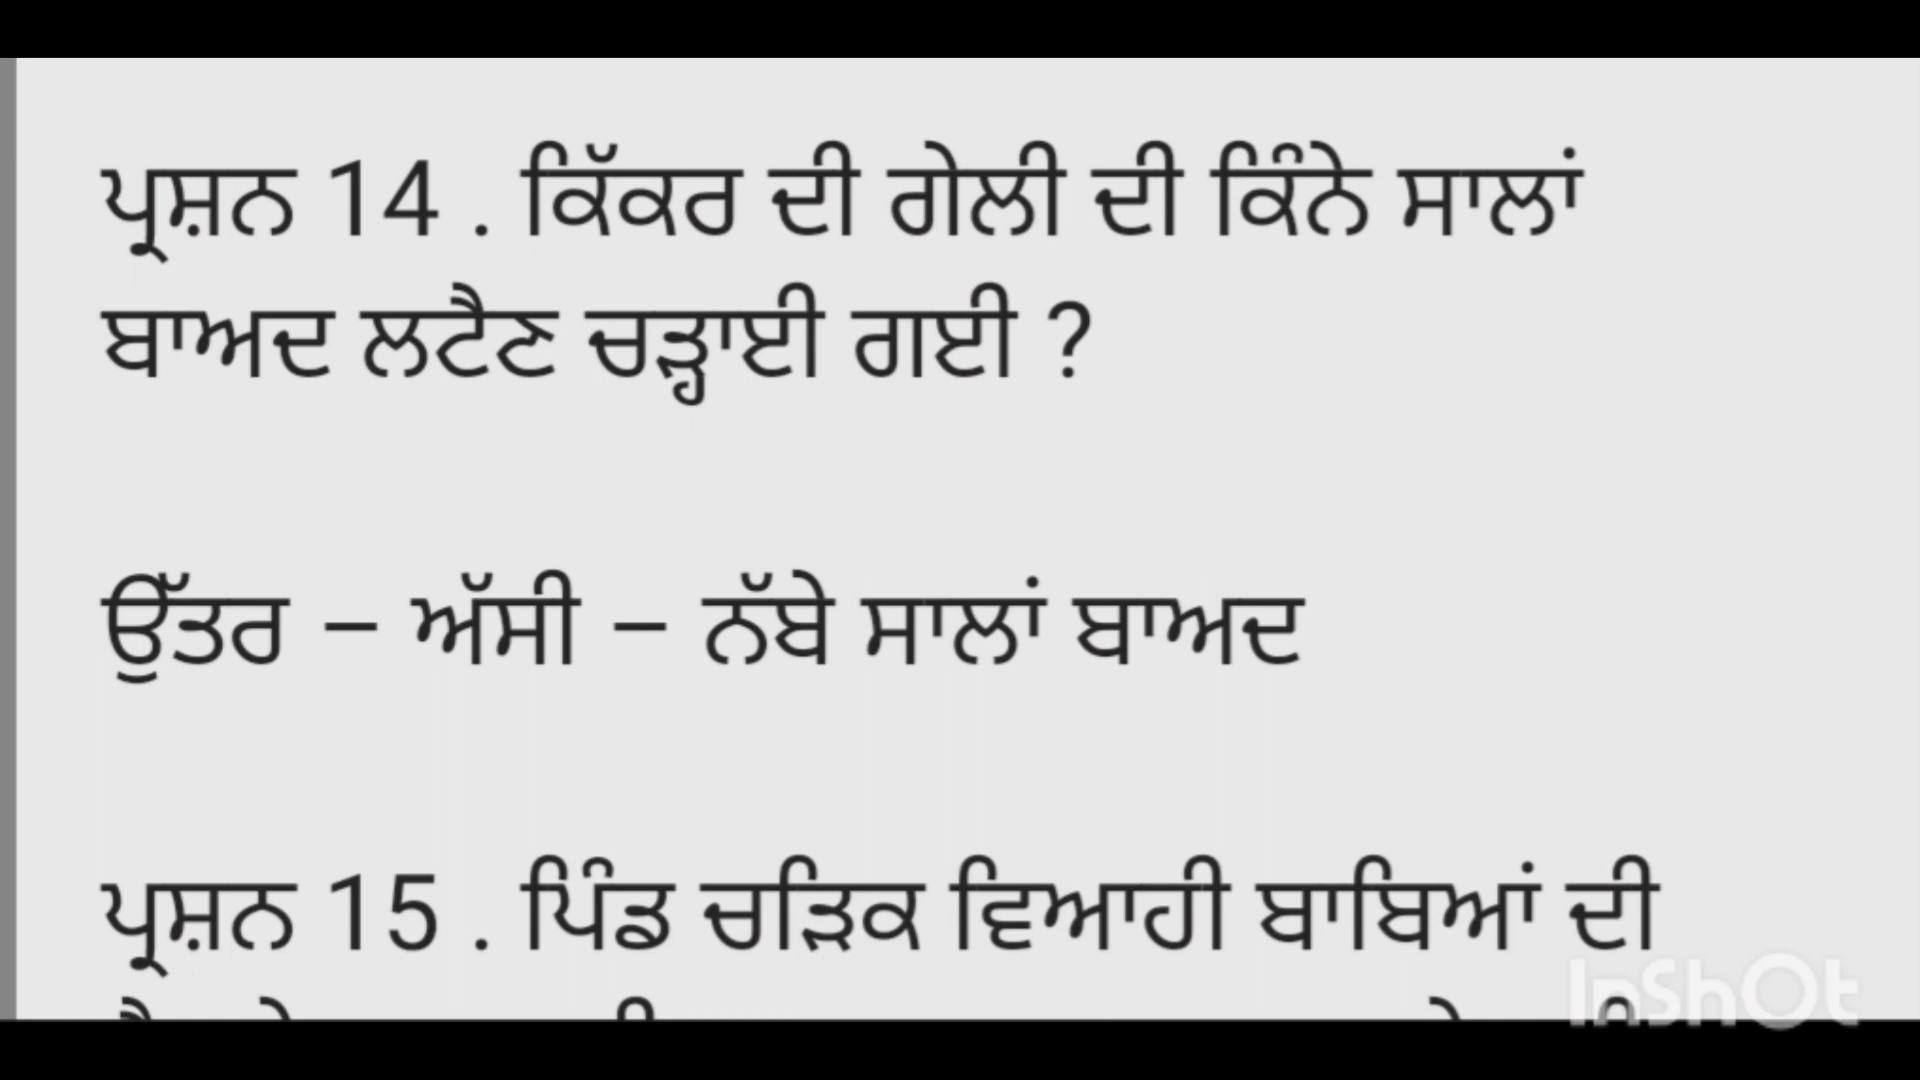 ਪ੍ਰਸ਼ਨ 14 . ਕਿੱਕਰ ਦੀ ਗੇਲੀ ਦੀ ਕਿੰਨੇ ਸਾਲਾਂ
ਬਾਅਦ ਲਟੈਣ ਚੜ੍ਹਾਈ ਗਈ ?
ਉੱਤਰ – ਅੱਸੀ – ਨੱਬੇ ਸਾਲਾਂ ਬਾਅਦ
ਪ੍ਰਸ਼ਨ 15 . ਪਿੰਡ ਚੜਿਕ ਵਿਆਹੀ ਬਾਬਿਆਂ ਦੀ
InShOt